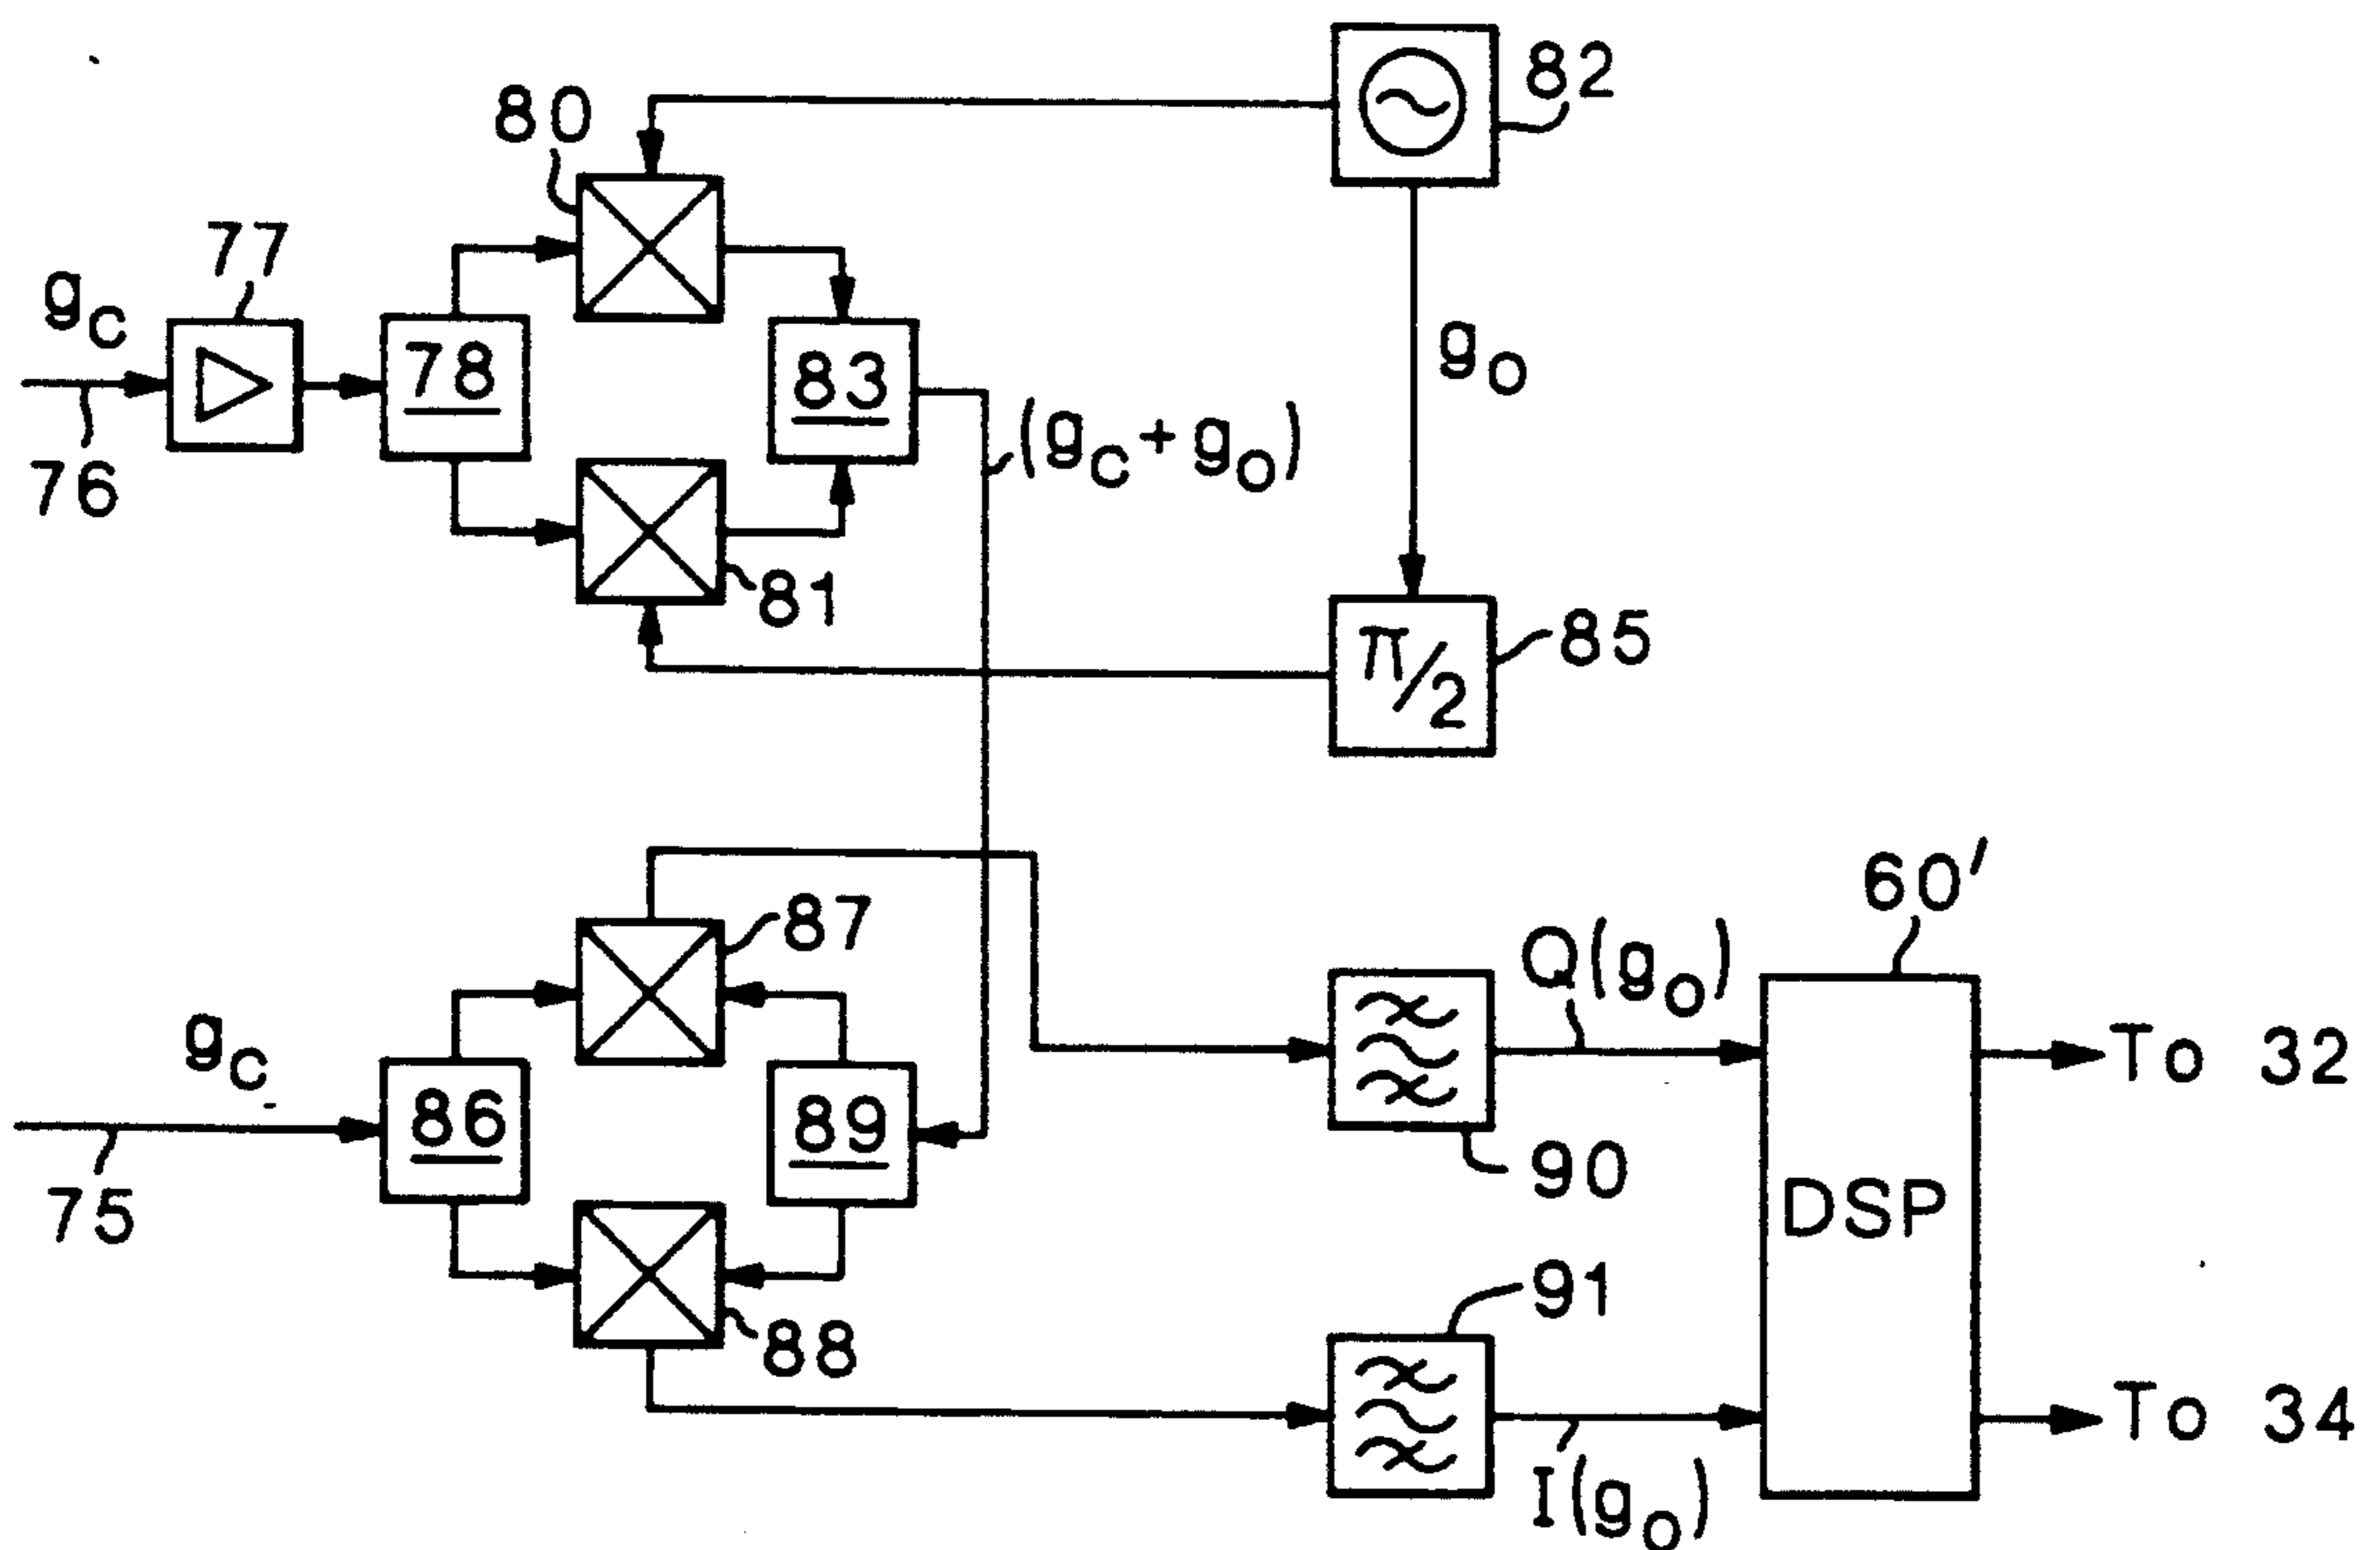 82
80
77
g_c
78
83
g_o
(g_c + g_o)
76
81
π/2
85
60'
87
Q(g_o)
To 32
g_c
86
89
90
75
DSP
91
88
To 34
I(g_o)